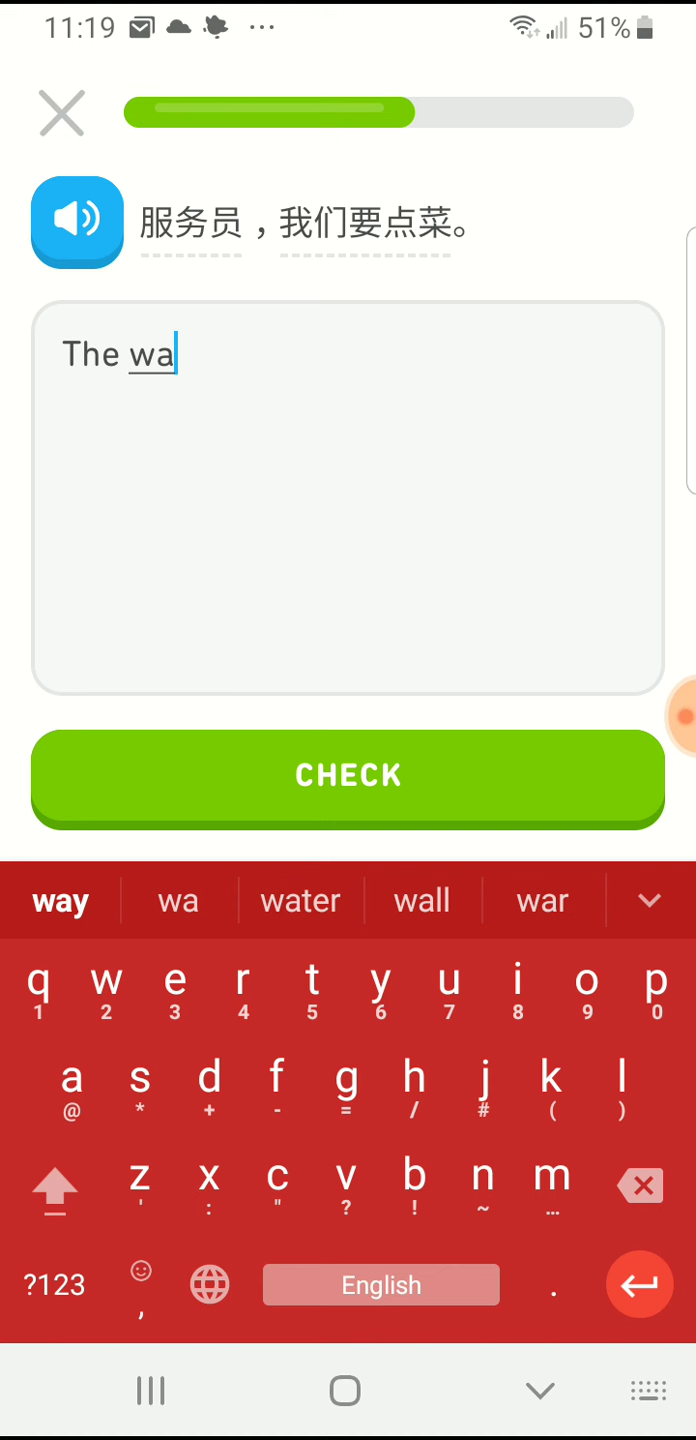 11:19 ... 51%
服务员，我们要点菜。
The wa
CHECK
way wa water wall war
q w e r t y u i o p
1 2 3 4 5 6 7 8 9 0
a s d f g h j k l
@ * + - = / # ( )
z x c v b n m
' : " ? ! ~ …
?123 , English .